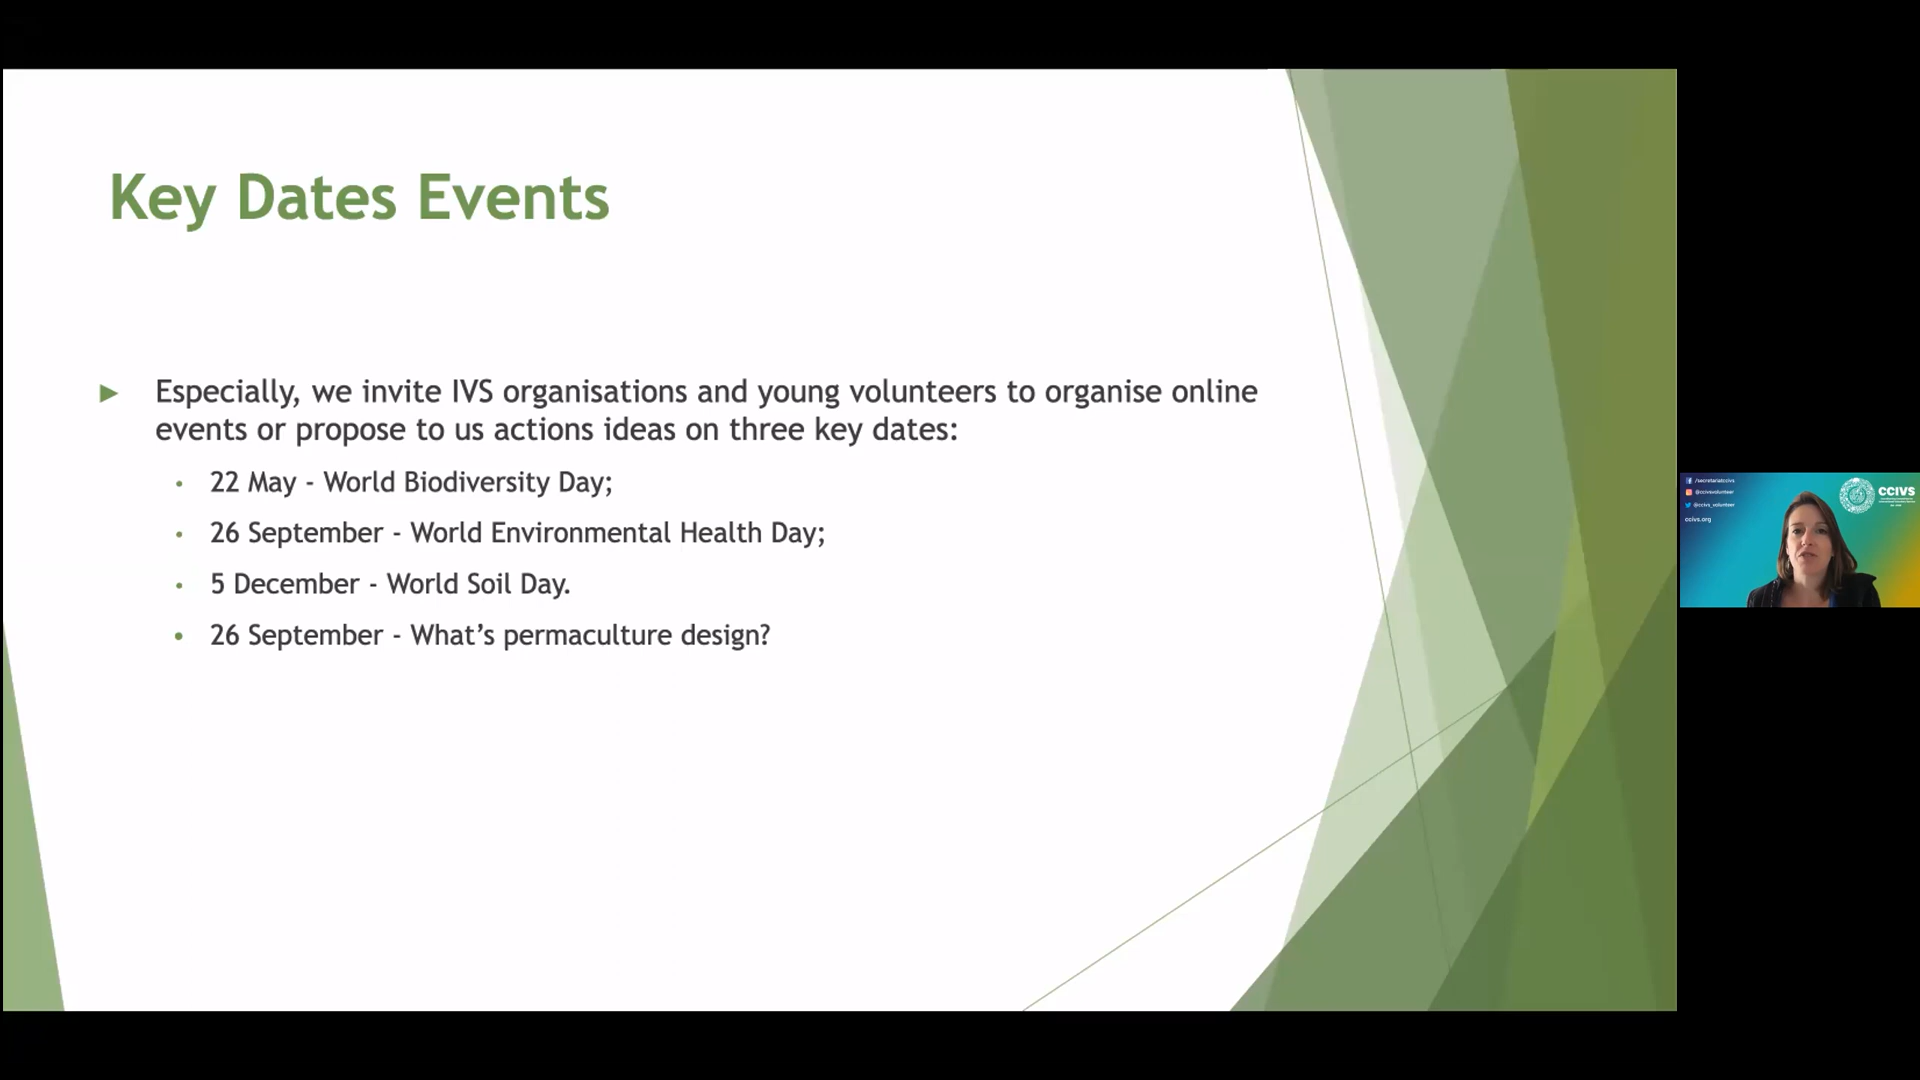 Key Dates Events
Especially, we invite IVS organisations and young volunteers to organise online
events or propose to us actions ideas on three key dates:
22 May - World Biodiversity Day;
26 September - World Environmental Health Day;
5 December - World Soil Day.
26 September - What’s permaculture design?
/secretariatccivs
@ccivsvolunteer
@ccivs_volunteer
ccivs.org
CCIVS